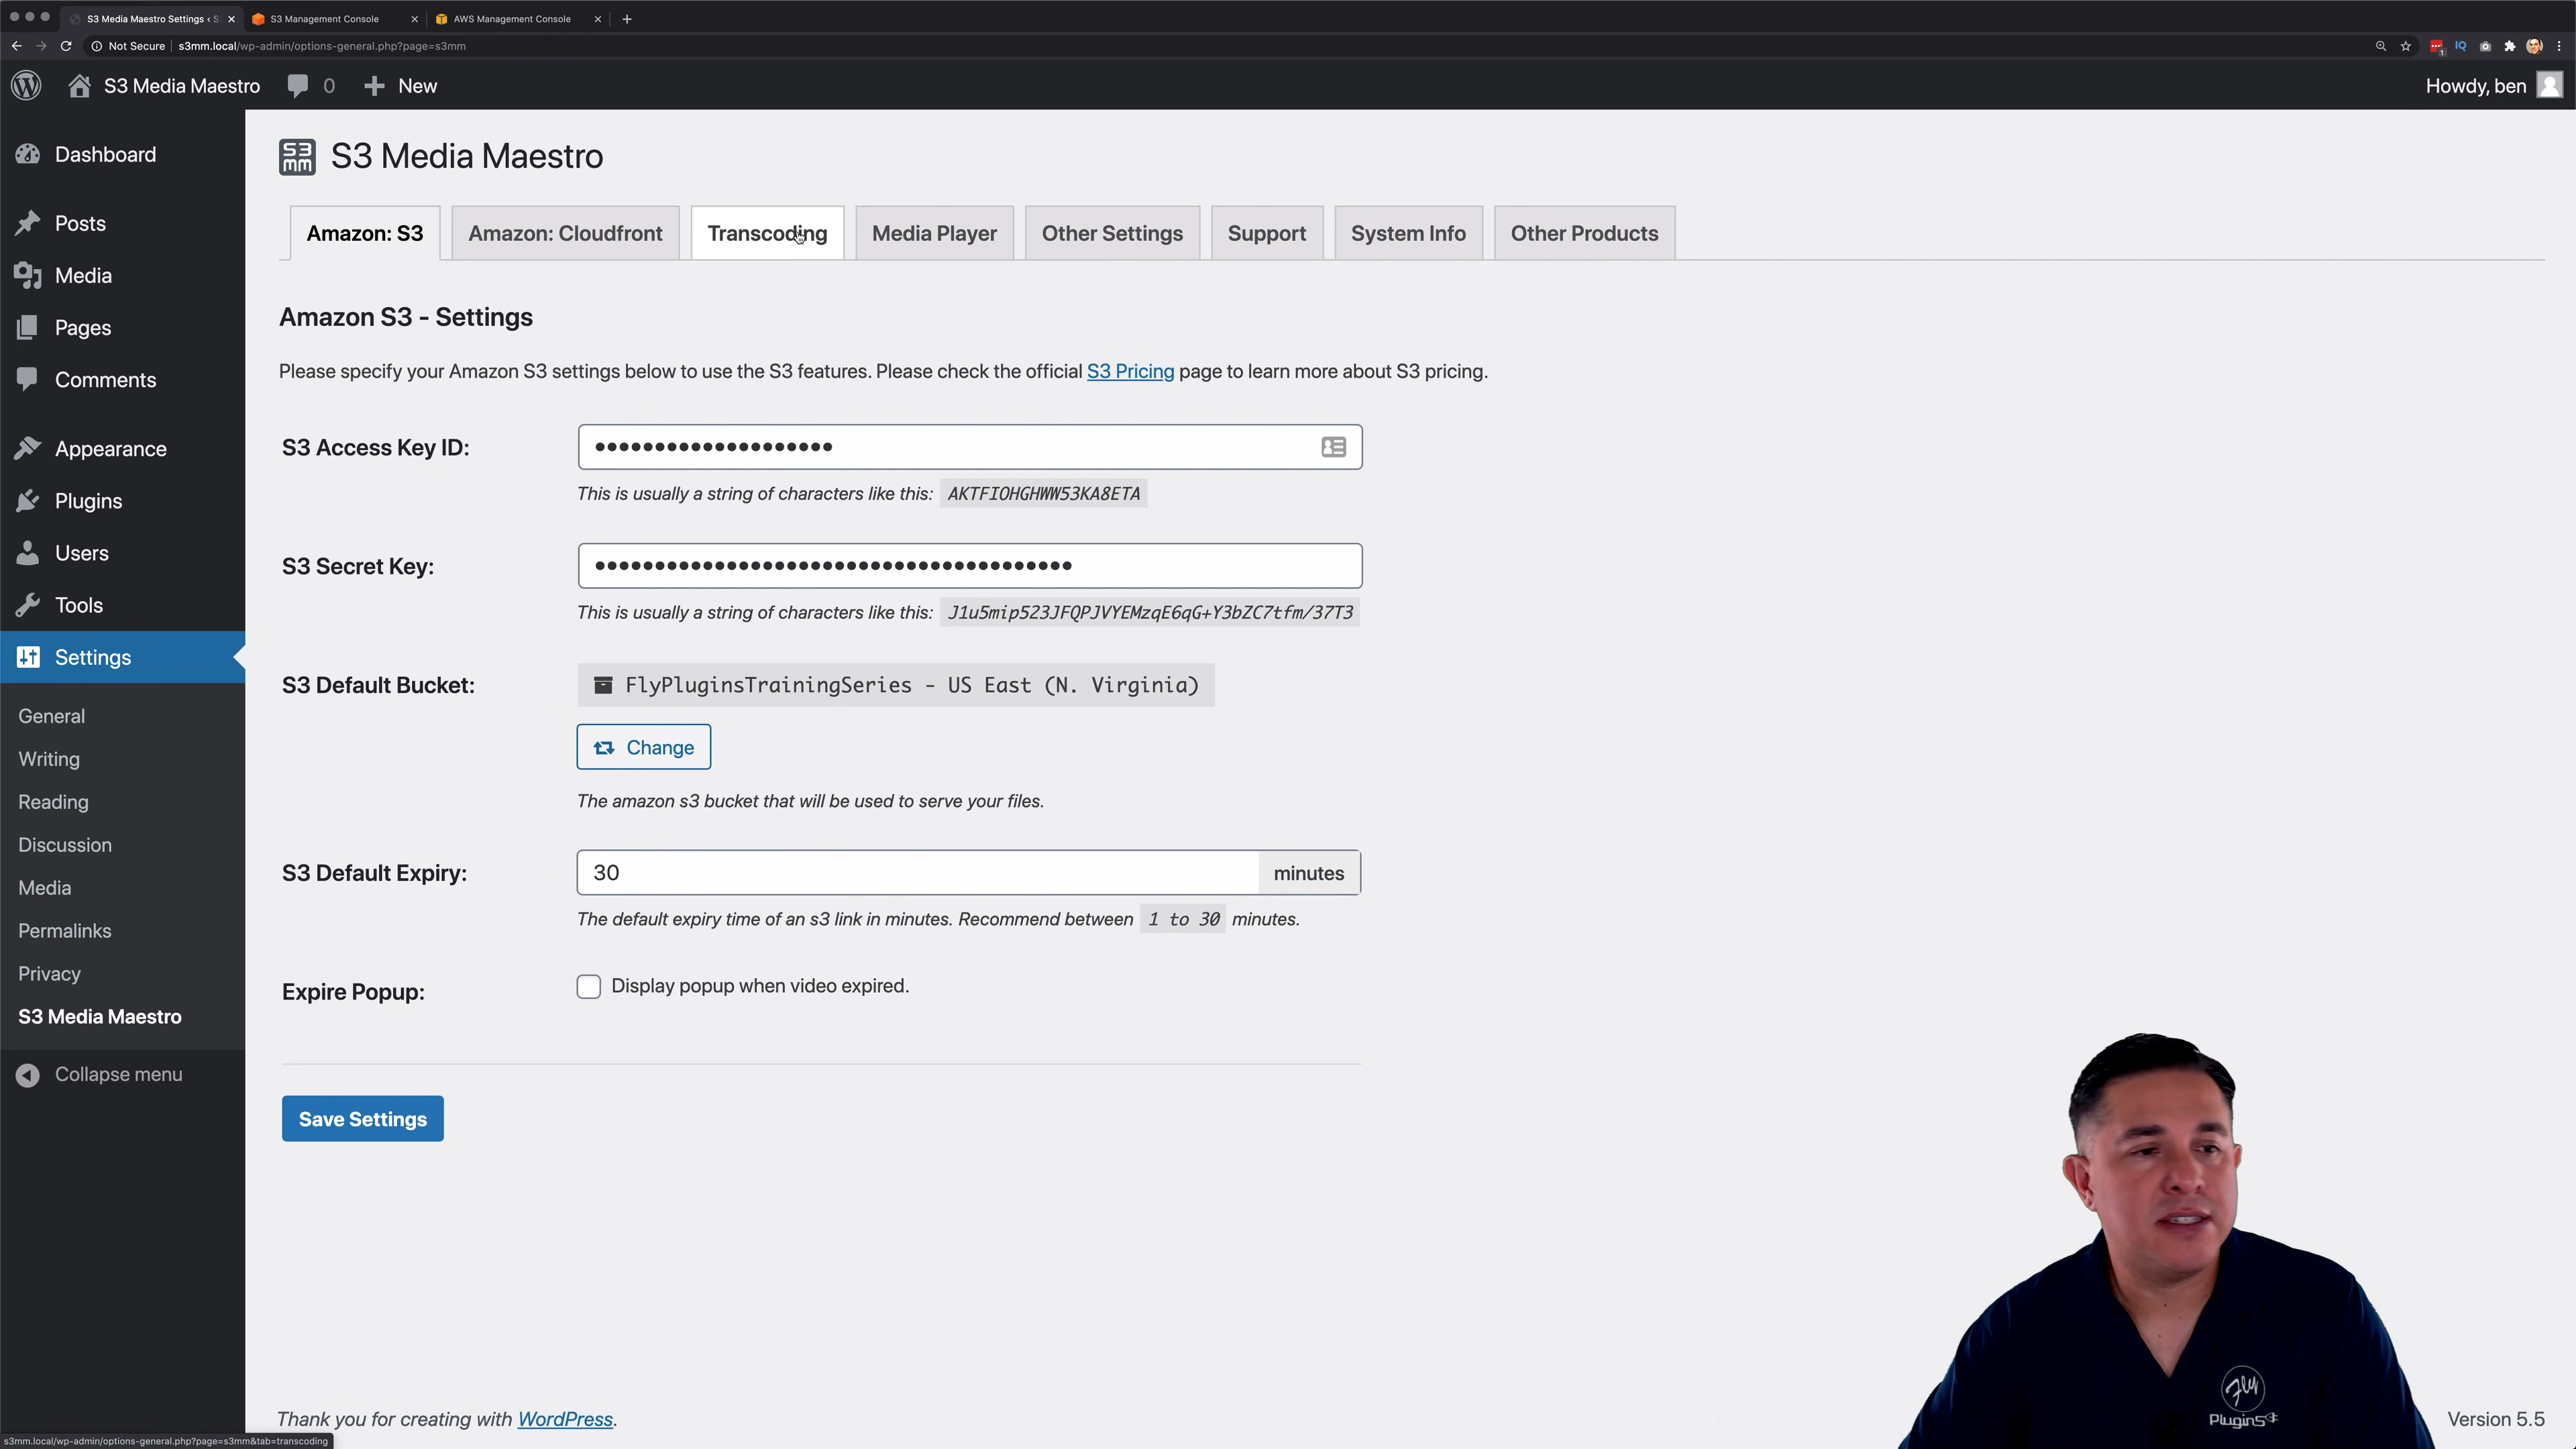 S3 Media Maestro Settings ‹ S
S3 Management Console
AWS Management Console
Not Secure | s3mm.local/wp-admin/options-general.php?page=s3mm
1
IQ
S3 Media Maestro
0
New
Howdy, ben
Dashboard
Posts
Media
Pages
Comments
Appearance
Plugins
Users
Tools
Settings
General
Writing
Reading
Discussion
Media
Permalinks
Privacy
S3 Media Maestro
Collapse menu
S3
mm
S3 Media Maestro
Amazon: S3
Amazon: Cloudfront
Transcoding
Media Player
Other Settings
Support
System Info
Other Products
Amazon S3 - Settings
Please specify your Amazon S3 settings below to use the S3 features. Please check the official S3 Pricing page to learn more about S3 pricing.
S3 Access Key ID:
This is usually a string of characters like this: AKTFIOHGHWW53KA8ETA
S3 Secret Key:
This is usually a string of characters like this: J1u5mip523JFQPJVYEMzqE6qG+Y3bZC7tfm/37T3
S3 Default Bucket:
FlyPluginsTrainingSeries - US East (N. Virginia)
Change
The amazon s3 bucket that will be used to serve your files.
S3 Default Expiry:
30
minutes
The default expiry time of an s3 link in minutes. Recommend between 1 to 30 minutes.
Expire Popup:
Display popup when video expired.
Save Settings
Fly
Plugins
Thank you for creating with WordPress.
Version 5.5
s3mm.local/wp-admin/options-general.php?page=s3mm&tab=transcoding